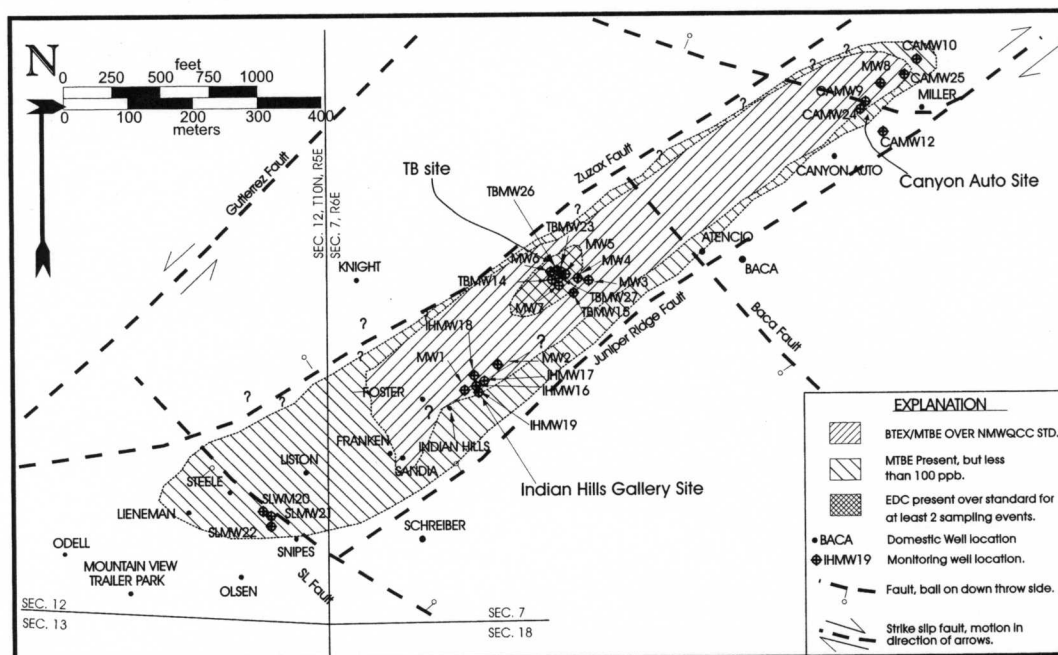 N
feet
0 250 500 750 1000
0 100 200 300 400
meters
SEC. 12, T10N, R5E
SEC. 7, R6E
Gutierrez Fault
Zuzax Fault
TB site
TBMW26
TBMW23
MW5
MW6
MW4
TBMW14
MW3
TBMW27
MW7
TBMW15
KNIGHT
IHMW18
MW1
MW2
IHMW17
IHMW16
IHMW19
FOSTER
FRANKEN
INDIAN HILLS
SANDIA
Indian Hills Gallery Site
Juniper Ridge Fault
Baca Fault
ATENCIO
BACA
CAMW10
MW8
CAMW25
CAMW9
MILLER
CAMW24
CAMW12
CANYON AUTO
Canyon Auto Site
LISTON
STEELE
SLWM20
LIENEMAN
SLMW21
SLMW22
SNIPES
SCHREIBER
ODELL
MOUNTAIN VIEW
TRAILER PARK
OLSEN
SL Fault
SEC. 12
SEC. 13
SEC. 7
SEC. 18
?
?
?
?
?
?
?
?
?
?
EXPLANATION
BTEX/MTBE OVER NMWQCC STD.
MTBE Present, but less
than 100 ppb.
EDC present over standard for
at least 2 sampling events.
BACA Domestic Well location
IHMW19 Monitoring well location.
Fault, ball on down throw side.
Strike slip fault, motion in
direction of arrows.